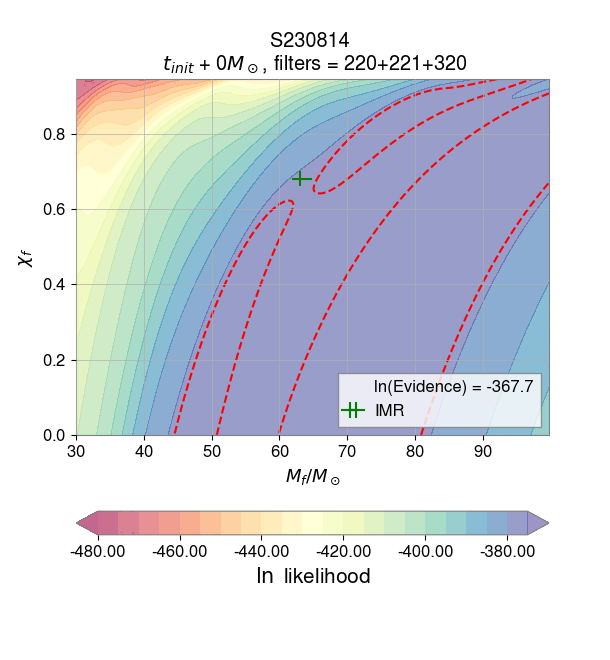 S230814
t_init + 0M_⊙, filters = 220+221+320
0.8
0.6
0.4
0.2
0.0
χ_f
30 40 50 60 70 80 90
M_f/M_⊙
ln(Evidence) = -367.7
IMR
-480.00 -460.00 -440.00 -420.00 -400.00 -380.00
ln likelihood